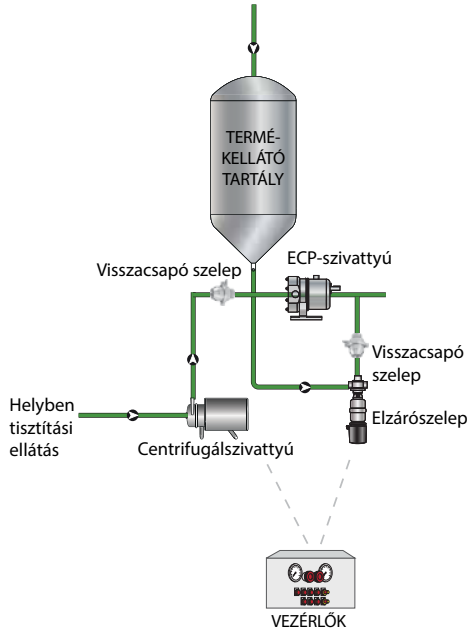 TERMÉ-
KELLÁTÓ
TARTÁLY
ECP-szivattyú
Visszacsapó szelep
Visszacsapó
szelep
Helyben
tisztítási
ellátás
Centrifugálszivattyú
Elzárószelep
VEZÉRLŐK